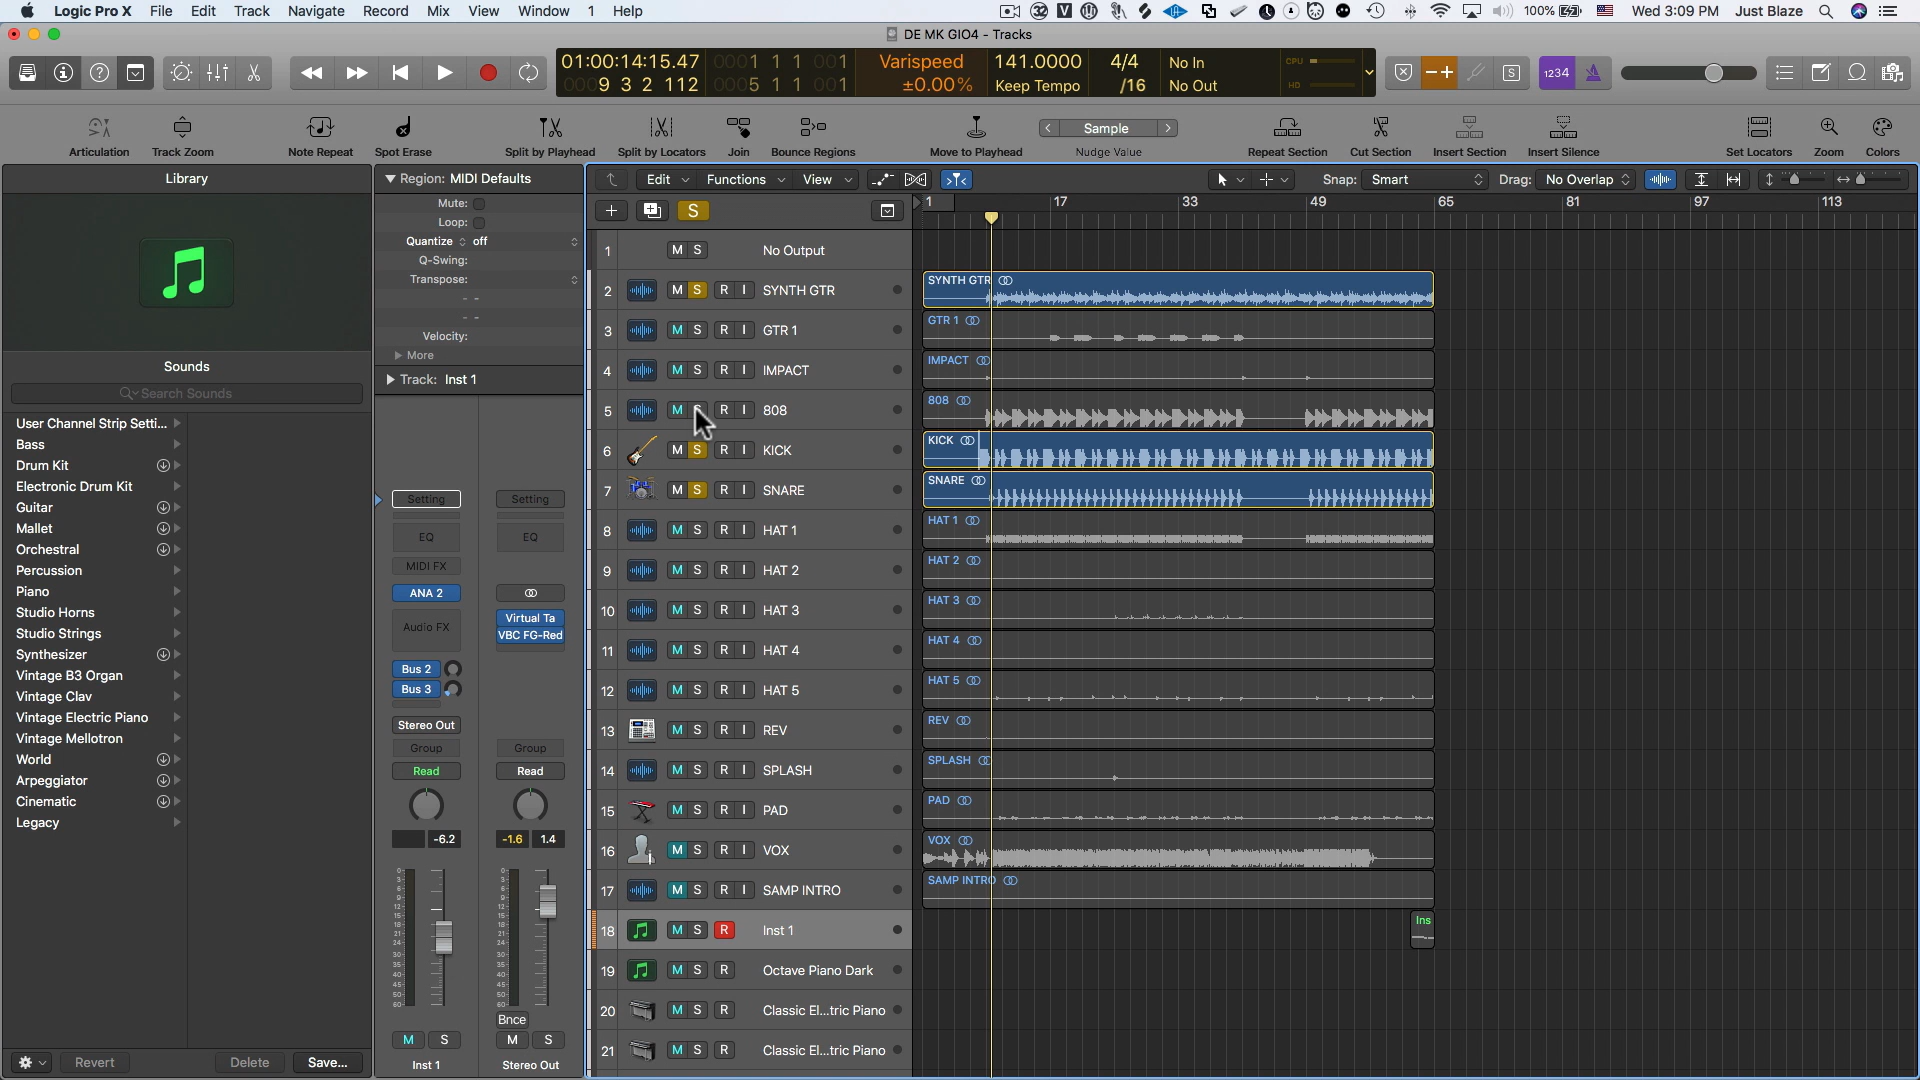 Logic Pro X File Edit Track Navigate Record Mix View Window 1 Help
100% Wed 3:09 PM Just Blaze
DE MK GIO4 - Tracks
01:00:14:15.47 0001 1 1 001 Varispeed 141.0000 4/4 No In CPU
0009 3 2 112 0005 1 1 001 ±0.00% Keep Tempo /16 No Out HD
S 1234
Sample
Articulation Track Zoom Note Repeat Spot Erase Split by Playhead Split by Locators Join Bounce Regions Move to Playhead Nudge Value Repeat Section Cut Section Insert Section Insert Silence Set Locators Zoom Colors
Library
Sounds
Search Sounds
User Channel Strip Setti...
Bass
Drum Kit
Electronic Drum Kit
Guitar
Mallet
Orchestral
Percussion
Piano
Studio Horns
Studio Strings
Synthesizer
Vintage B3 Organ
Vintage Clav
Vintage Electric Piano
Vintage Mellotron
World
Arpeggiator
Cinematic
Legacy
Revert Delete Save...
Region: MIDI Defaults
Mute:
Loop:
Quantize off
Q-Swing:
Transpose:
Velocity:
More
Track: Inst 1
Setting Setting
EQ EQ
MIDI FX
ANA 2
Audio FX Virtual Ta
VBC FG-Red
Bus 2
Bus 3
Stereo Out
Group Group
Read Read
-6.2 -1.6 1.4
Bnce
M S M S
Inst 1 Stereo Out
Edit Functions View Snap: Smart Drag: No Overlap
S 1 17 33 49 65 81 97 113
1 M S No Output
2 M S R I SYNTH GTR
3 M S R I GTR 1
4 M S R I IMPACT
5 M S R I 808
6 M S R I KICK
7 M S R I SNARE
8 M S R I HAT 1
9 M S R I HAT 2
10 M S R I HAT 3
11 M S R I HAT 4
12 M S R I HAT 5
13 M S R I REV
14 M S R I SPLASH
15 M S R I PAD
16 M S R I VOX
17 M S R I SAMP INTRO
18 M S R Inst 1
19 M S R Octave Piano Dark
20 M S R Classic El...tric Piano
21 M S R Classic El...tric Piano
SYNTH GTR
GTR 1
IMPACT
808
KICK
SNARE
HAT 1
HAT 2
HAT 3
HAT 4
HAT 5
REV
SPLASH
PAD
VOX
SAMP INTRO
Ins